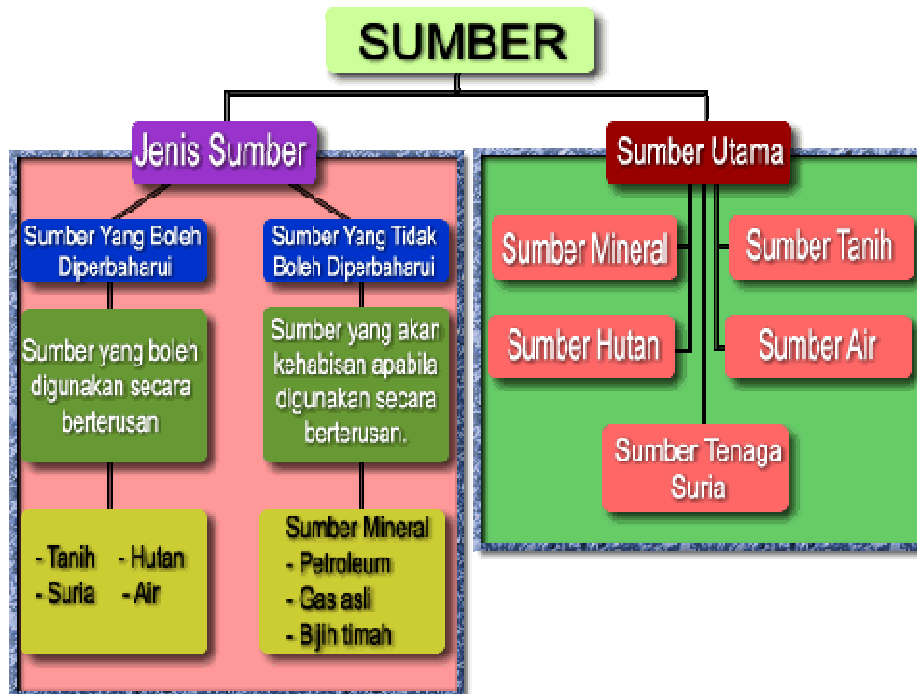 SUMBER
Jenis Sumber
Sumber Yang Boleh
Diperbaharui
Sumber yang boleh
digunakan secara
berterusan
- Tanih - Hutan
- Suria - Air
Sumber Yang Tidak
Boleh Diperbaharui
Sumber yang akan
kehabisan apabila
digunakan secara
berterusan.
Sumber Mineral
- Petroleum
- Gas asli
- Bijih timah
Sumber Utama
Sumber Mineral
Sumber Tanih
Sumber Hutan
Sumber Air
Sumber Tenaga
Suria